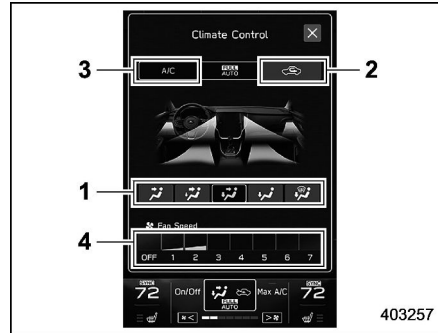 Climate Control
3
A/C
FULL
AUTO
2
1
Fan Speed
4
OFF 1 2 3 4 5 6 7
SYNC
72
On/Off
FULL
AUTO
Max A/C
SYNC
72
<
>
403257